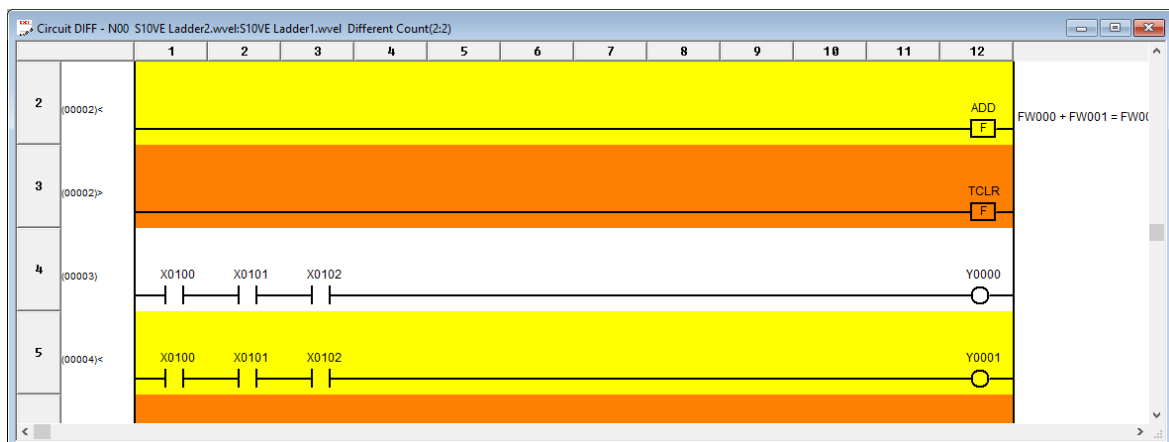 Circuit DIFF - N00 S10VE Ladder2.wvel:S10VE Ladder1.wvel Different Count(2:2)
1 2 3 4 5 6 7 8 9 10 11 12
2 (00002)< ADD
F FW000 + FW001 = FW00
3 (00002)> TCLR
F
4 (00003) X0100 X0101 X0102 Y0000
5 (00004)< X0100 X0101 X0102 Y0001